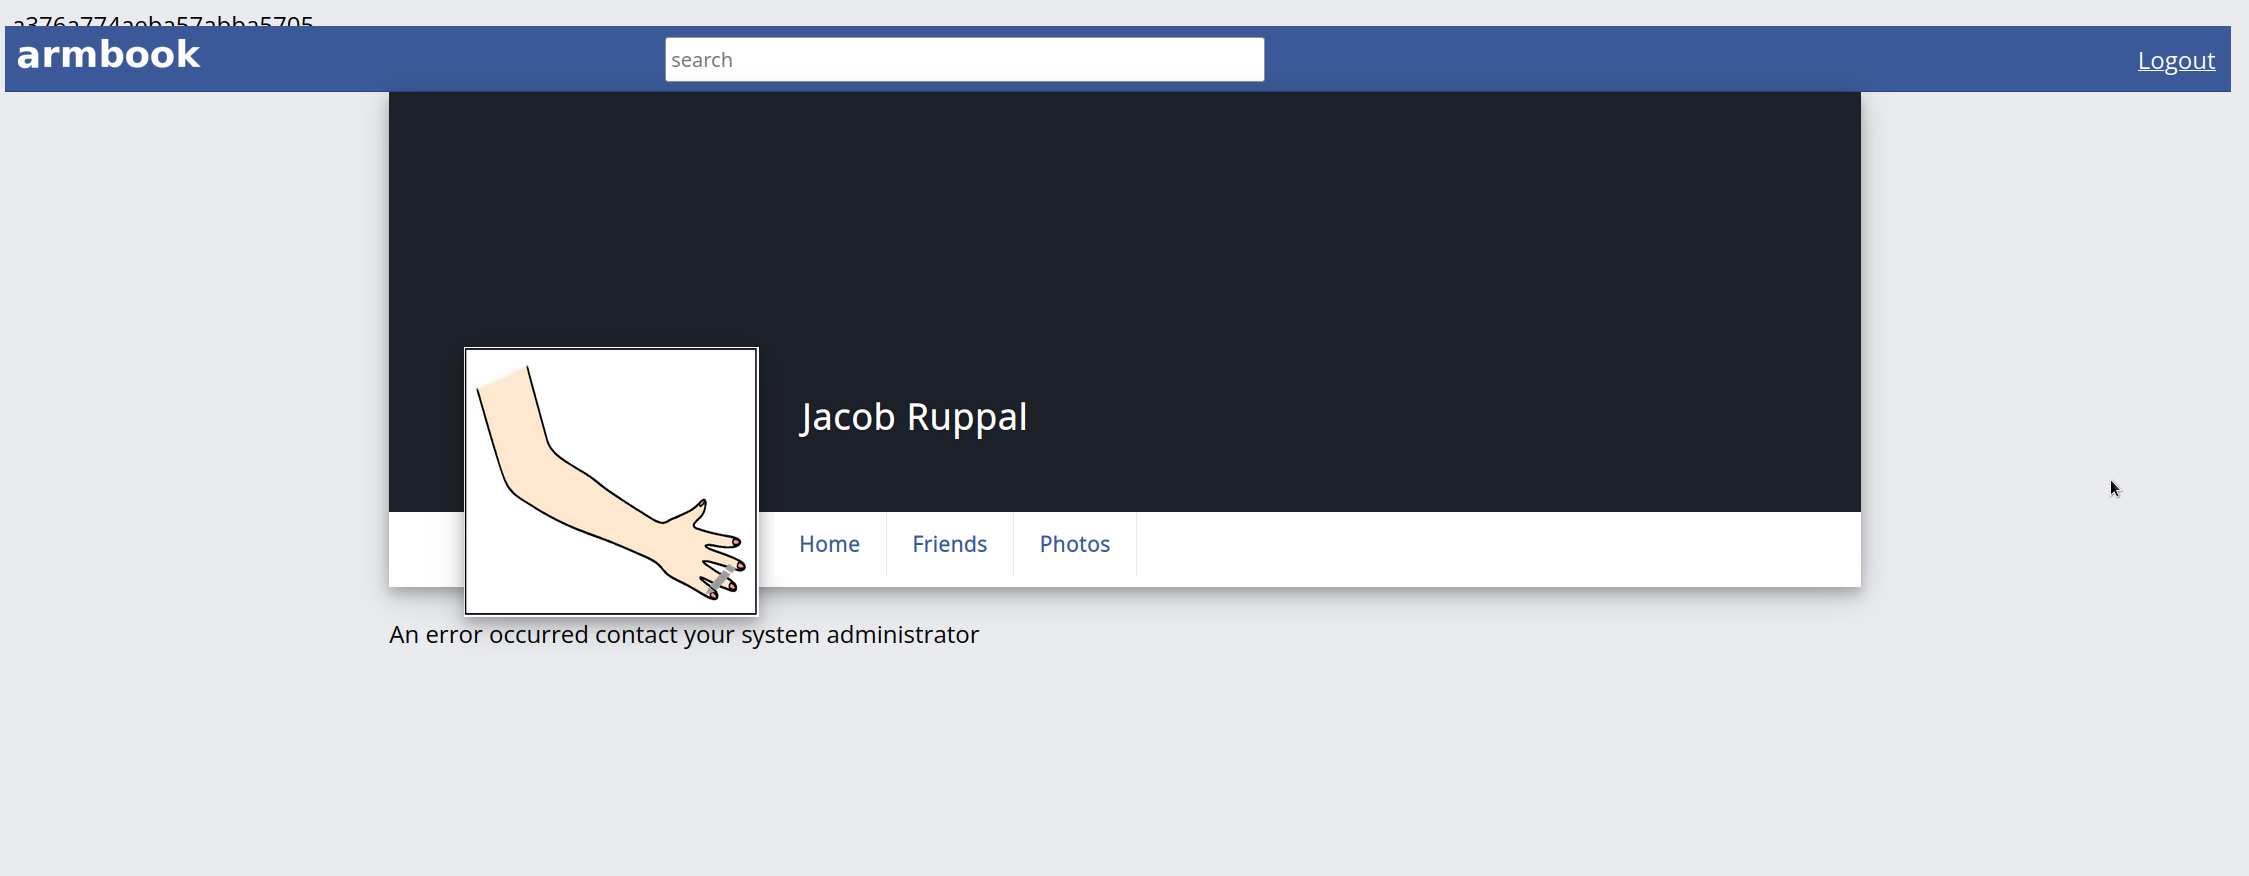 a376a774aeba57abba5705
armbook
search
Logout
Jacob Ruppal
Home
Friends
Photos
An error occurred contact your system administrator